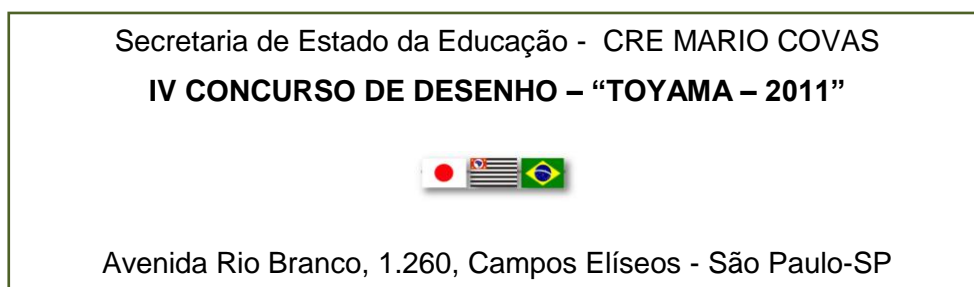 Secretaria de Estado da Educação - CRE MARIO COVAS
IV CONCURSO DE DESENHO – “TOYAMA – 2011”
Avenida Rio Branco, 1.260, Campos Elíseos - São Paulo-SP